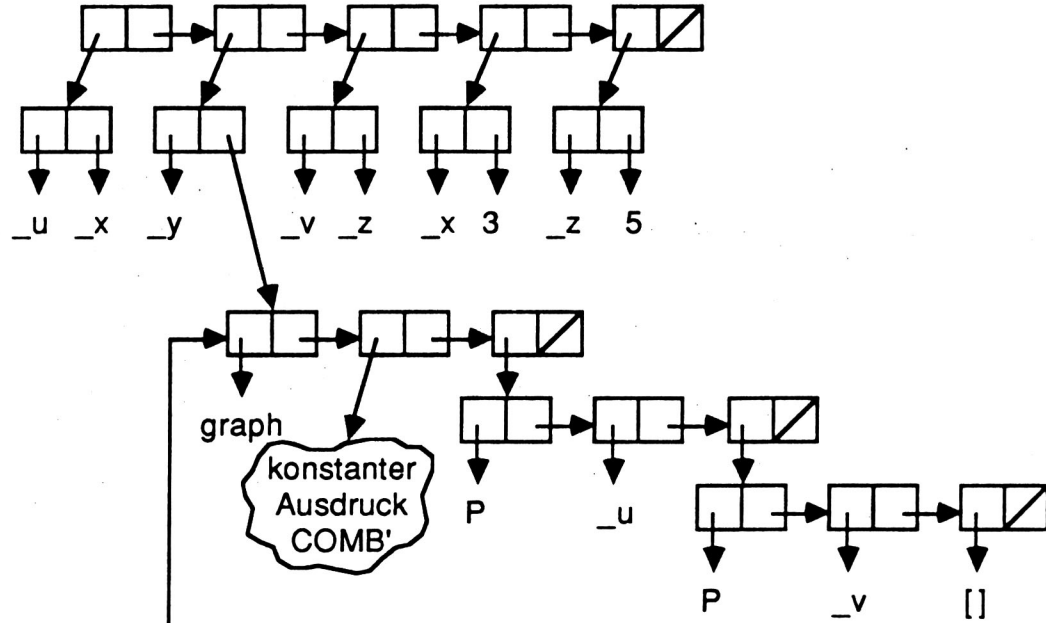 _u _x _y _v _z _x 3 _z 5
graph
konstanter
Ausdruck
COMB'
P _u
P _v []